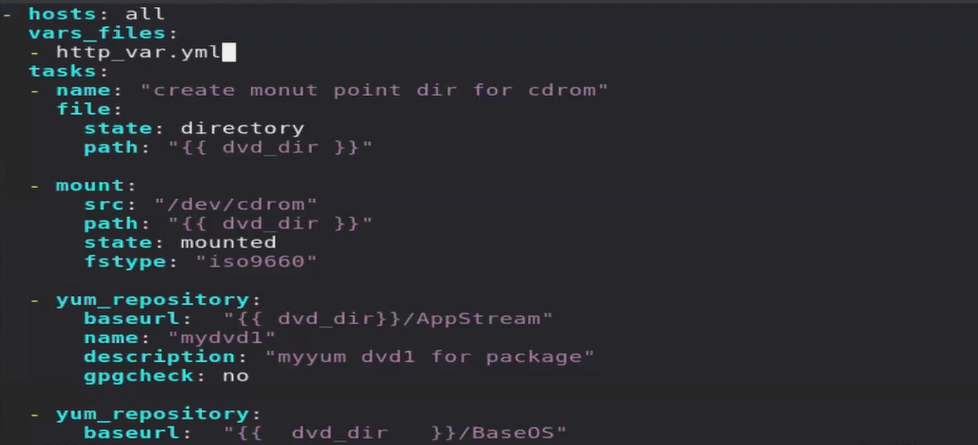 - hosts: all
  vars_files:
  - http_var.yml
  tasks:
  - name: "create monut point dir for cdrom"
    file:
      state: directory
      path: "{{ dvd_dir }}"
  - mount:
      src: "/dev/cdrom"
      path: "{{ dvd_dir }}"
      state: mounted
      fstype: "iso9660"
  - yum_repository:
      baseurl:  "{{ dvd_dir}}/AppStream"
      name: "mydvd1"
      description: "myyum dvd1 for package"
      gpgcheck: no
  - yum_repository:
      baseurl:  "{{  dvd_dir   }}/BaseOS"